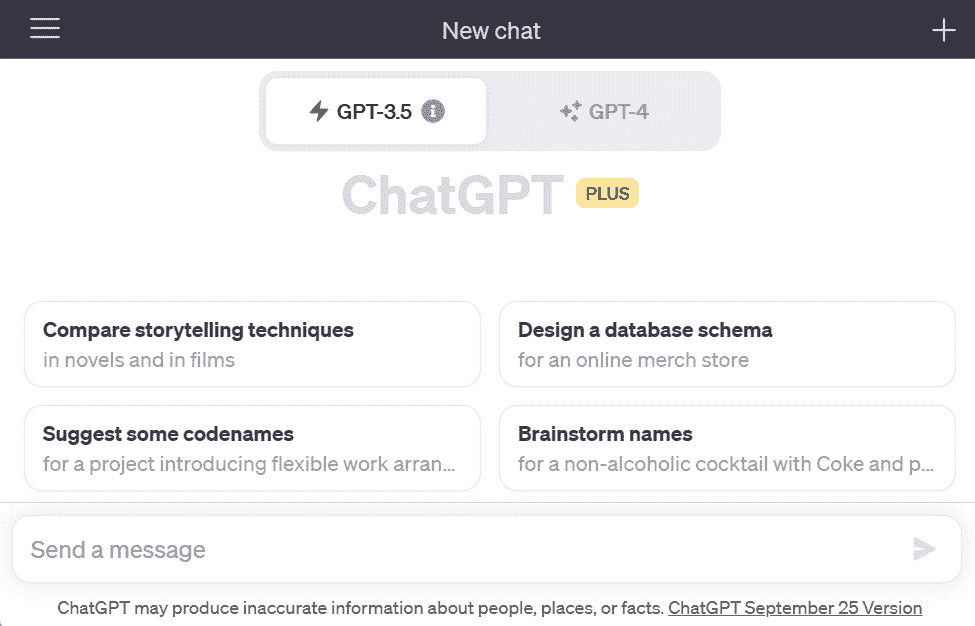 New chat
GPT-3.5
GPT-4
ChatGPT PLUS
Compare storytelling techniques
in novels and in films
Design a database schema
for an online merch store
Suggest some codenames
for a project introducing flexible work arran...
Brainstorm names
for a non-alcoholic cocktail with Coke and p...
Send a message
ChatGPT may produce inaccurate information about people, places, or facts. ChatGPT September 25 Version